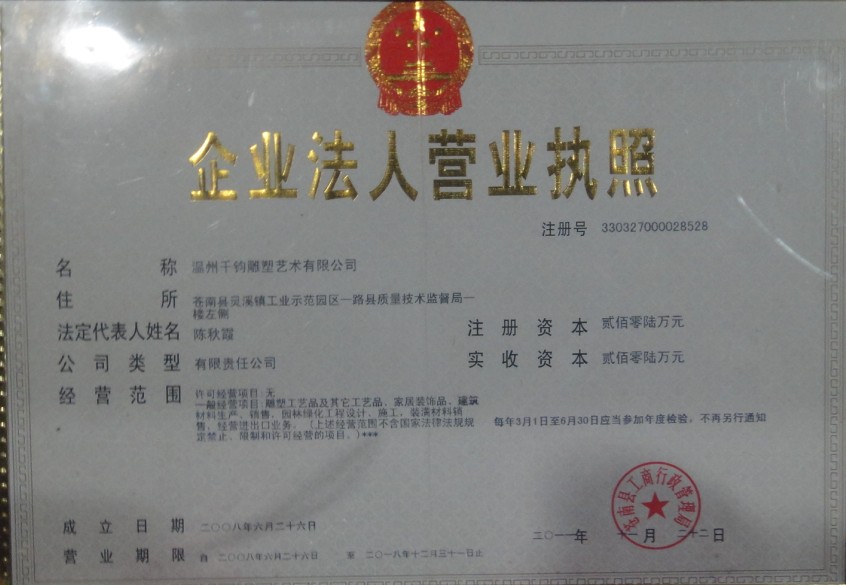 企业法人营业执照
注册号 330327000028528
名称 温州千钧雕塑艺术有限公司
住所 苍南县灵溪镇工业示范园区一路县质量技术监督局一
楼左侧
法定代表人姓名 陈秋霞
注册资本 贰佰零陆万元
公司类型 有限责任公司
实收资本 贰佰零陆万元
经营范围 许可经营项目:无
一般经营项目:雕塑工艺品及其它工艺品、家居装饰品、建筑
材料生产、销售,园林绿化工程设计、施工,装潢材料销
售,经营进出口业务。(上述经营范围不含国家法律法规规
定禁止、限制和许可经营的项目。)***
每年3月1日至6月30日应当参加年度检验,不再另行通知
苍南县工商行政管理局
成立日期 二〇〇八年六月二十六日
二〇一一年 十一月 二十二日
营业期限 自 二〇〇八年六月二十六日 至 二〇一八年十二月三十一日止